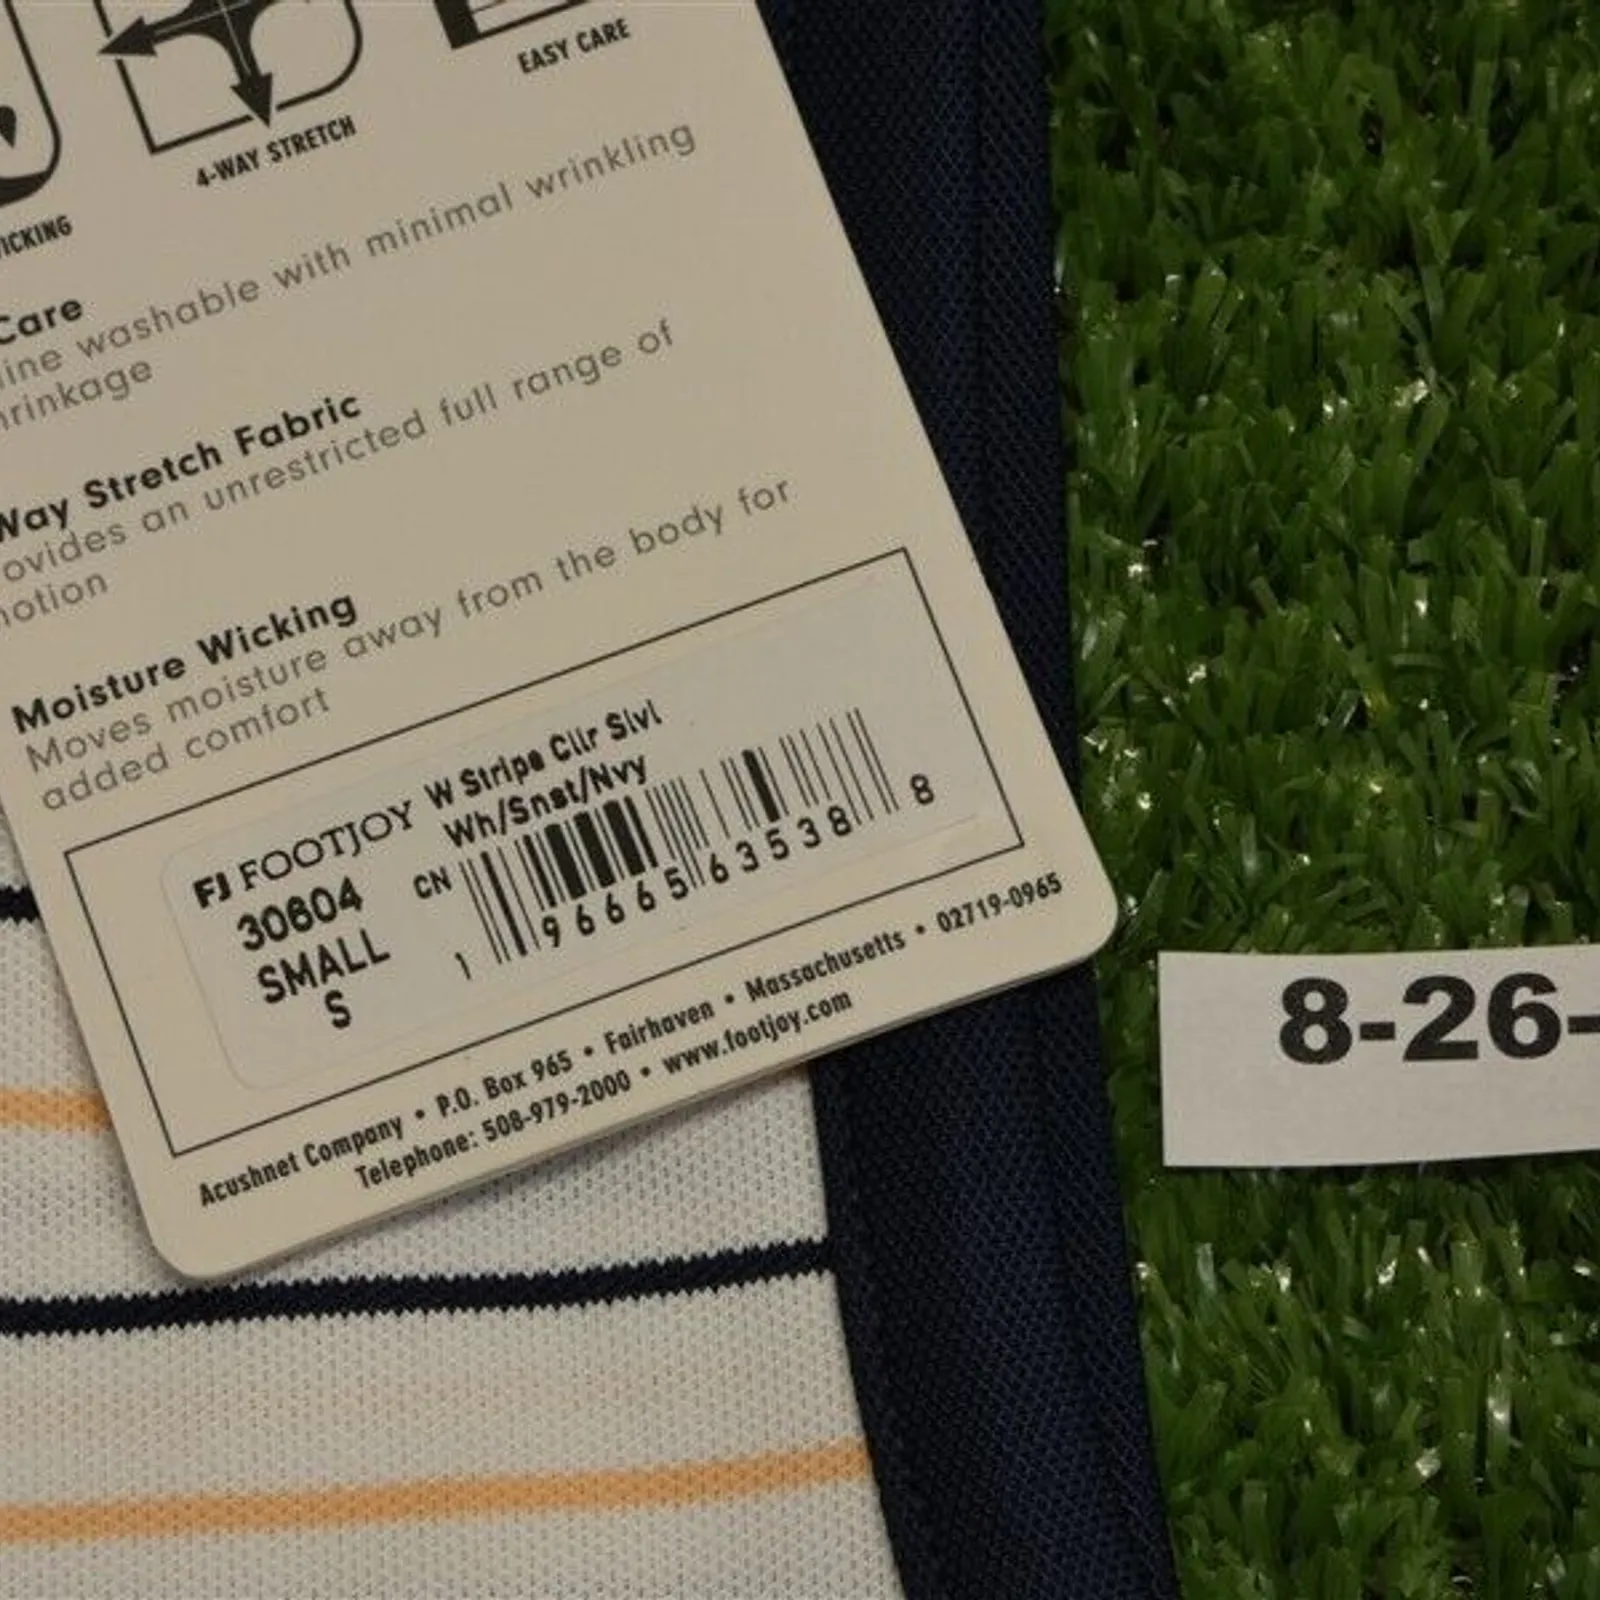 EASY CARE
4-WAY STRETCH
ICKING
Care
ine washable with minimal wrinkling
hrinkage
Way Stretch Fabric
ovides an unrestricted full range of
notion
Moisture Wicking
Moves moisture away from the body for
added comfort
FJ FOOTJOY W Stripe Cllr Slvl
Wh/Snst/Nvy
30604 CN
SMALL
S
1 96665 63538 8
Acushnet Company • P.O. Box 965 • Fairhaven • Massachusetts • 02719-0965
Telephone: 508-979-2000 • www.footjoy.com
8-26-